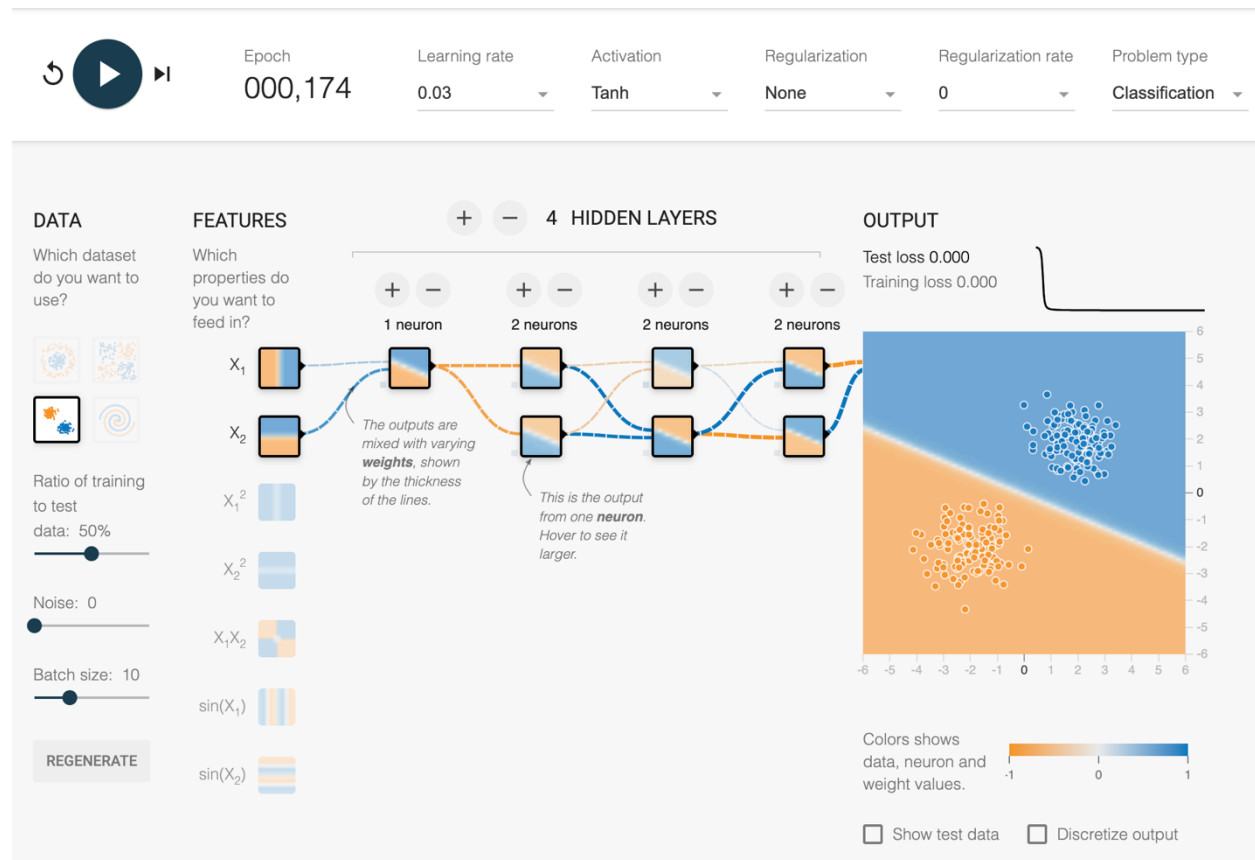 Epoch
000,174
Learning rate
0.03
Activation
Tanh
Regularization
None
Regularization rate
0
Problem type
Classification
DATA
Which dataset
do you want to
use?
Ratio of training
to test
data: 50%
Noise: 0
Batch size: 10
REGENERATE
FEATURES
Which
properties do
you want to
feed in?
X₁
X₂
X₁²
X₂²
X₁X₂
sin(X₁)
sin(X₂)
+ − 4 HIDDEN LAYERS
+ − + − + − + −
1 neuron 2 neurons 2 neurons 2 neurons
The outputs are
mixed with varying
weights, shown
by the thickness
of the lines.
This is the output
from one neuron.
Hover to see it
larger.
OUTPUT
Test loss 0.000
Training loss 0.000
6
5
4
3
2
1
0
-1
-2
-3
-4
-5
-6
-6 -5 -4 -3 -2 -1 0 1 2 3 4 5 6
Colors shows
data, neuron and
weight values.
-1 0 1
Show test data
Discretize output